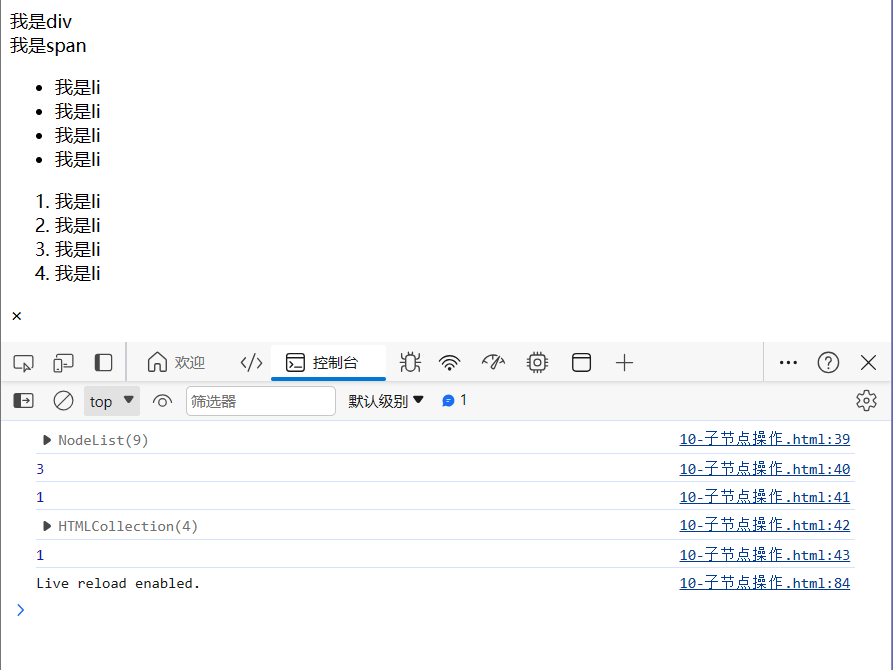 我是div
我是span
• 我是li
• 我是li
• 我是li
• 我是li
1. 我是li
2. 我是li
3. 我是li
4. 我是li
×
欢迎 控制台
top 筛选器 默认级别 1
NodeList(9) 10-子节点操作.html:39
3 10-子节点操作.html:40
1 10-子节点操作.html:41
HTMLCollection(4) 10-子节点操作.html:42
1 10-子节点操作.html:43
Live reload enabled. 10-子节点操作.html:84